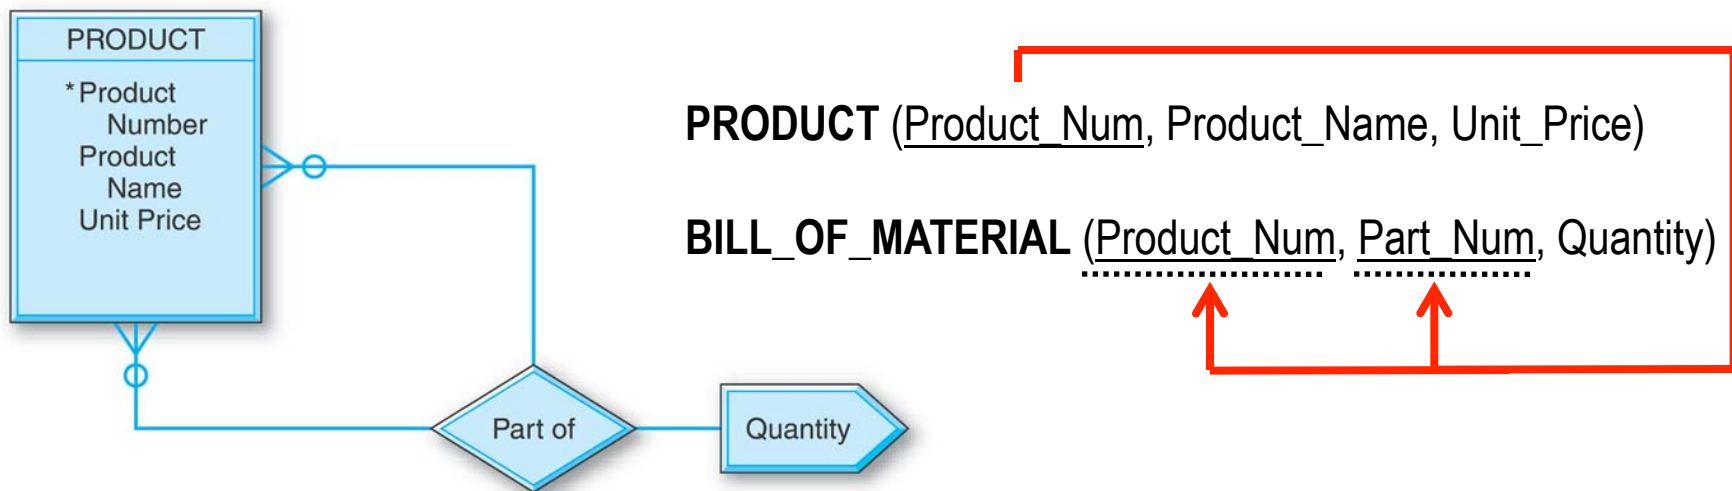 PRODUCT
*Product
Number
Product
Name
Unit Price
Part of
Quantity
PRODUCT (Product_Num, Product_Name, Unit_Price)
BILL_OF_MATERIAL (Product_Num, Part_Num, Quantity)